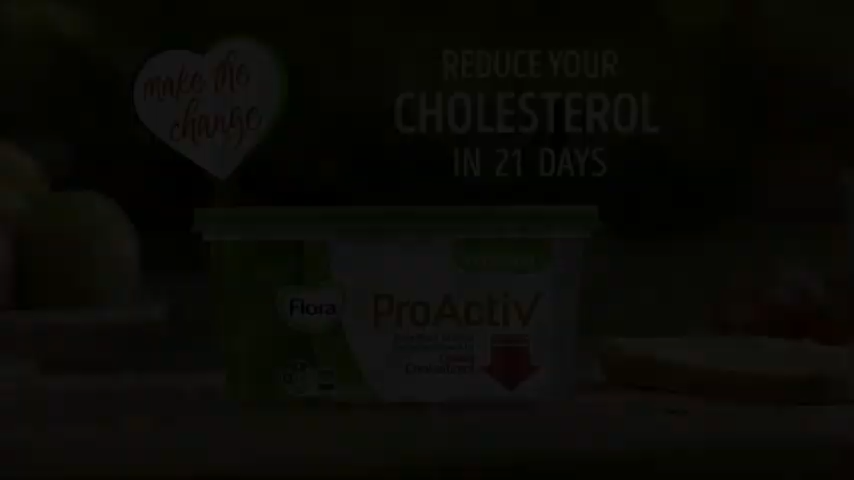 make the
change
REDUCE YOUR
CHOLESTEROL
IN 21 DAYS
Flora
ProActiV